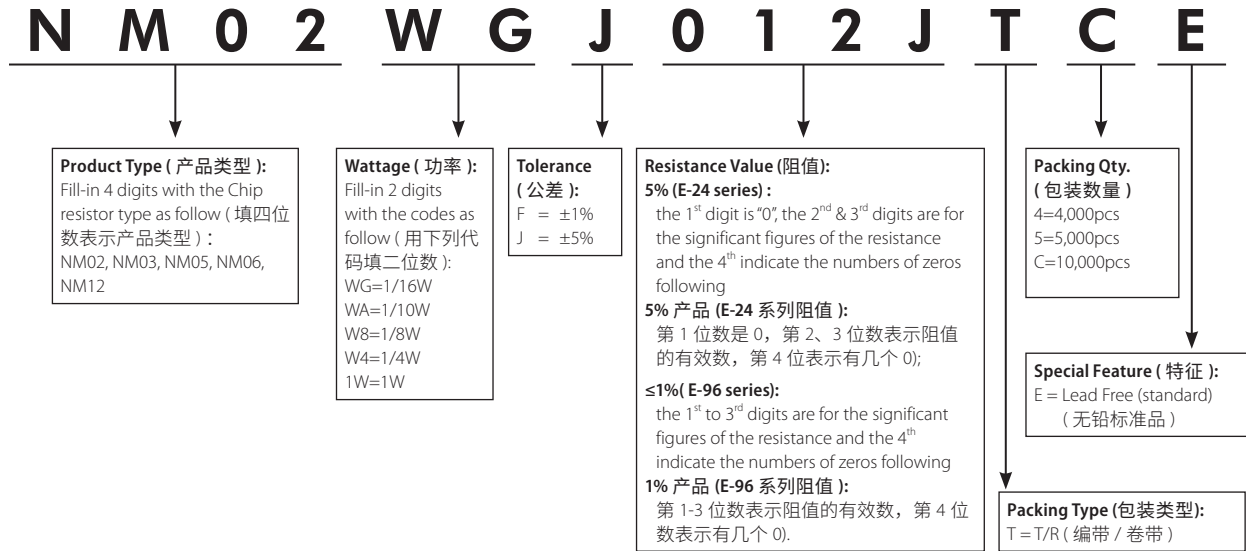 NM02 WG J 012J T C E
Product Type ( 产品类型 ):
Fill-in 4 digits with the Chip
resistor type as follow ( 填四位
数表示产品类型 ) :
NM02, NM03, NM05, NM06,
NM12
Wattage ( 功率 ):
Fill-in 2 digits
with the codes as
follow ( 用下列代
码填二位数 ):
WG=1/16W
WA=1/10W
W8=1/8W
W4=1/4W
1W=1W
Tolerance
( 公差 ):
F = ±1%
J = ±5%
Resistance Value (阻值):
5% (E-24 series) :
the 1st digit is "0", the 2nd & 3rd digits are for
the significant figures of the resistance
and the 4th indicate the numbers of zeros
following
5% 产品 (E-24 系列阻值 ):
第 1 位数是 0，第 2、3 位数表示阻值
的有效数，第 4 位表示有几个 0);
≤1%( E-96 series):
the 1st to 3rd digits are for the significant
figures of the resistance and the 4th
indicate the numbers of zeros following
1% 产品 (E-96 系列阻值 ):
第 1-3 位数表示阻值的有效数，第 4 位
数表示有几个 0).
Packing Qty.
( 包装数量 )
4=4,000pcs
5=5,000pcs
C=10,000pcs
Special Feature ( 特征 ):
E = Lead Free (standard)
( 无铅标准品 )
Packing Type (包装类型):
T = T/R ( 编带 / 卷带 )